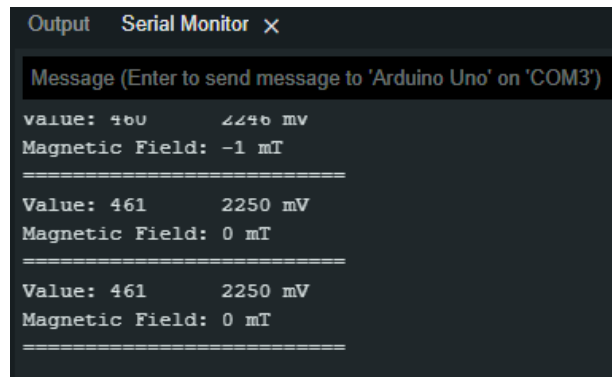 Output Serial Monitor ×
Message (Enter to send message to 'Arduino Uno' on 'COM3')
Value: 460 2246 mV
Magnetic Field: -1 mT
==========================
Value: 461 2250 mV
Magnetic Field: 0 mT
==========================
Value: 461 2250 mV
Magnetic Field: 0 mT
==========================